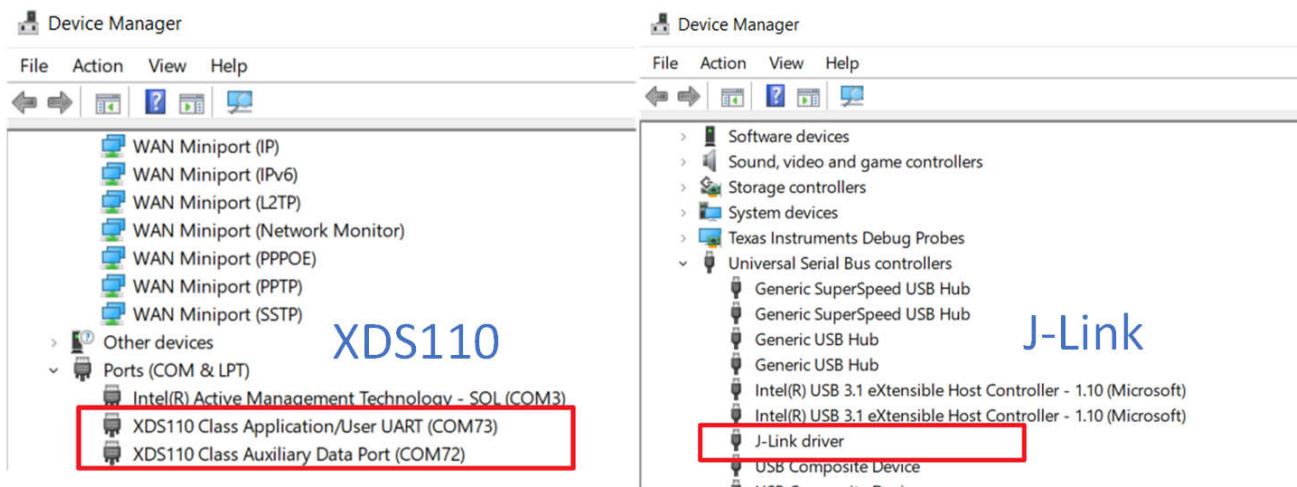 Device Manager
File Action View Help
WAN Miniport (IP)
WAN Miniport (IPv6)
WAN Miniport (L2TP)
WAN Miniport (Network Monitor)
WAN Miniport (PPPOE)
WAN Miniport (PPTP)
WAN Miniport (SSTP)
Other devices
XDS110
Ports (COM & LPT)
Intel(R) Active Management Technology - SOL (COM3)
XDS110 Class Application/User UART (COM73)
XDS110 Class Auxiliary Data Port (COM72)
Device Manager
File Action View Help
Software devices
Sound, video and game controllers
Storage controllers
System devices
Texas Instruments Debug Probes
Universal Serial Bus controllers
Generic SuperSpeed USB Hub
Generic SuperSpeed USB Hub
Generic USB Hub
J-Link
Generic USB Hub
Intel(R) USB 3.1 eXtensible Host Controller - 1.10 (Microsoft)
Intel(R) USB 3.1 eXtensible Host Controller - 1.10 (Microsoft)
J-Link driver
USB Composite Device